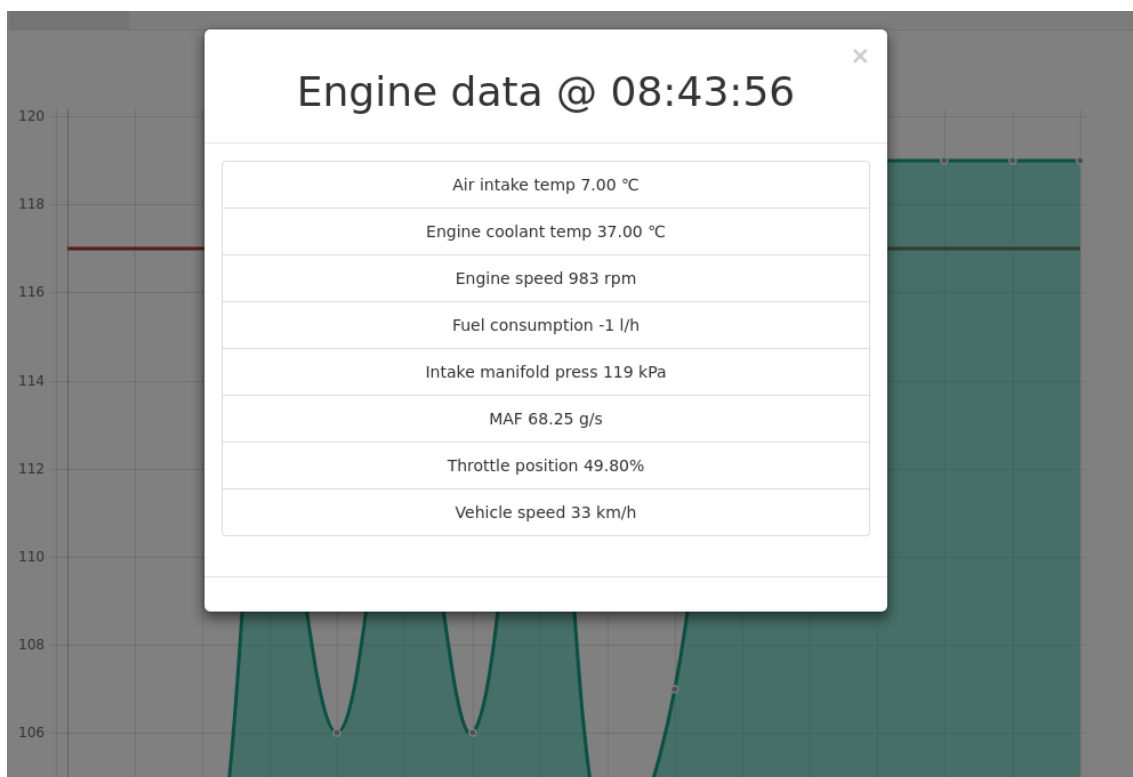 ×
Engine data @ 08:43:56
Air intake temp 7.00 ℃
Engine coolant temp 37.00 ℃
Engine speed 983 rpm
Fuel consumption -1 l/h
Intake manifold press 119 kPa
MAF 68.25 g/s
Throttle position 49.80%
Vehicle speed 33 km/h
120
118
116
114
112
110
108
106